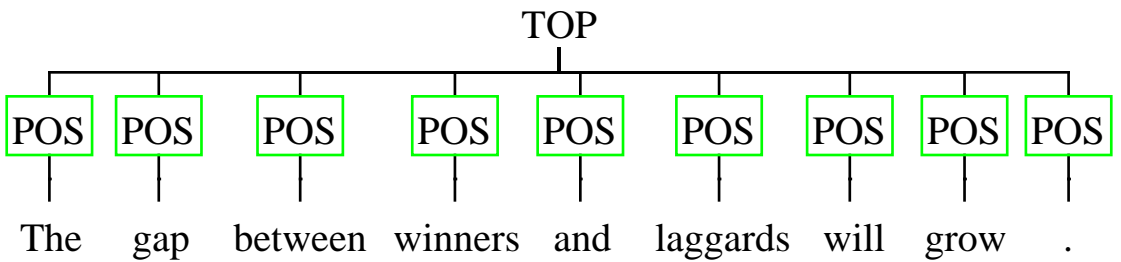 TOP
POS POS POS POS POS POS POS POS POS
The gap between winners and laggards will grow .